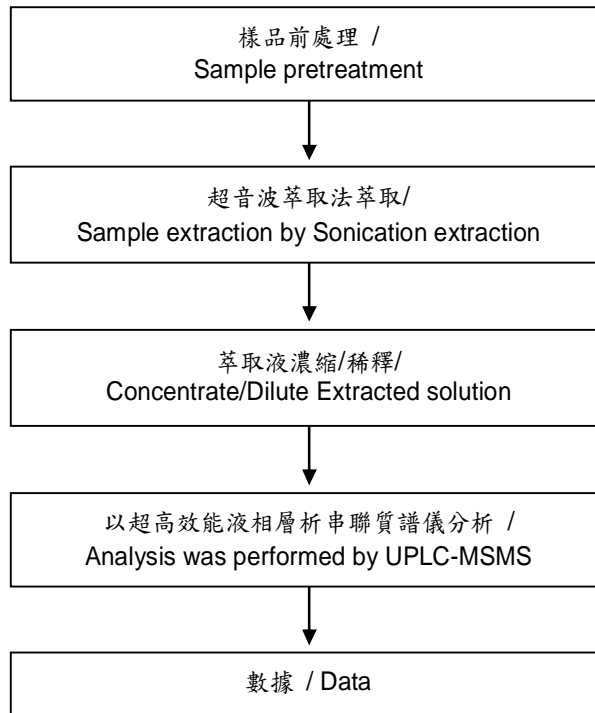 樣品前處理 /
Sample pretreatment
超音波萃取法萃取/
Sample extraction by Sonication extraction
萃取液濃縮/稀釋/
Concentrate/Dilute Extracted solution
以超高效能液相層析串聯質譜儀分析 /
Analysis was performed by UPLC-MSMS
數據 / Data